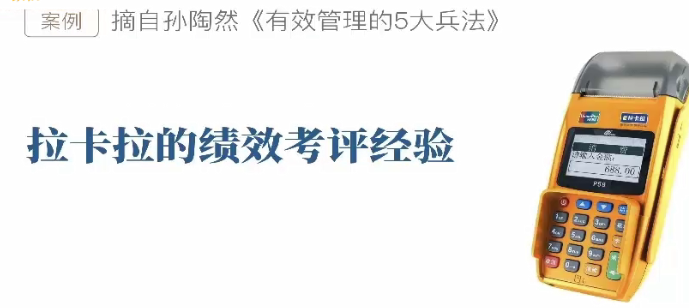 案例 摘自孙陶然《有效管理的5大兵法》
拉卡拉的绩效考评经验
消费
请输入金额:
688.00